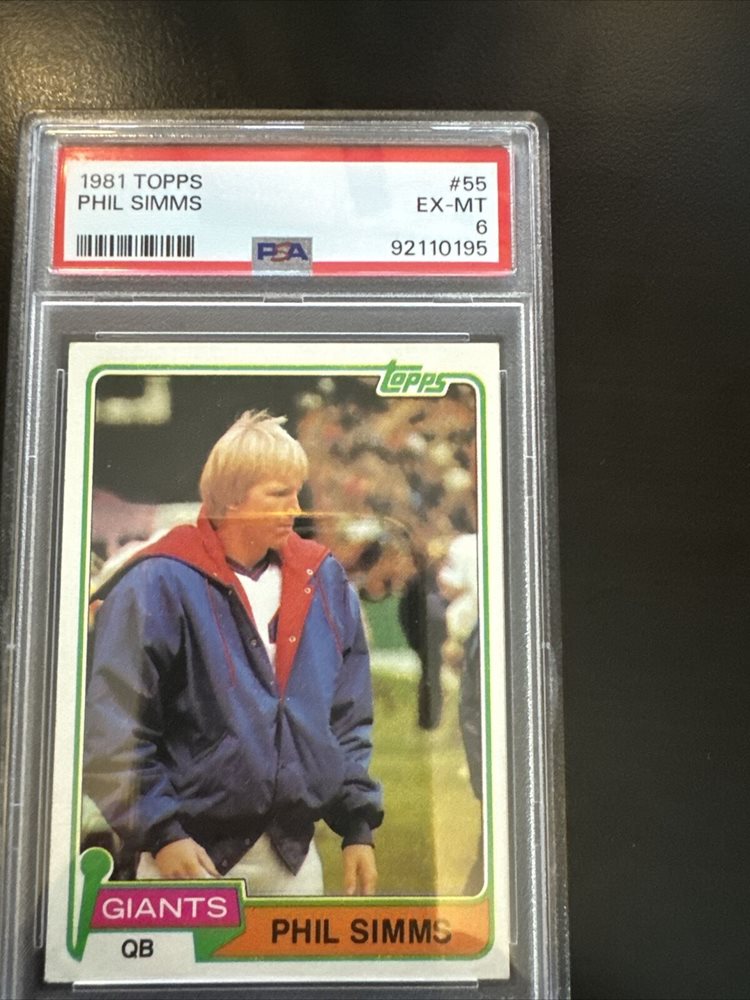 1981 TOPPS
PHIL SIMMS
#55
EX-MT
6
92110195
PSA
topps
GIANTS
QB
PHIL SIMMS